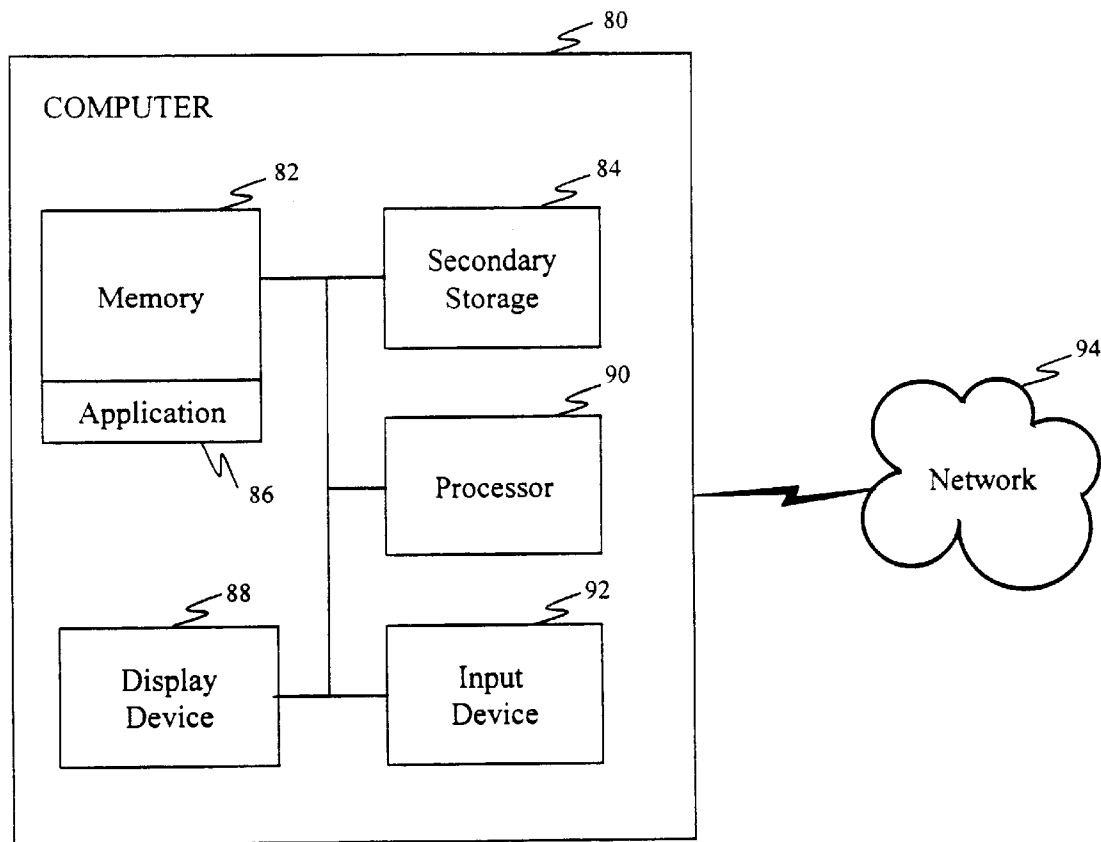 80
COMPUTER
82
84
Memory
Secondary
Storage
94
90
Application
86
Processor
Network
88
92
Display
Device
Input
Device